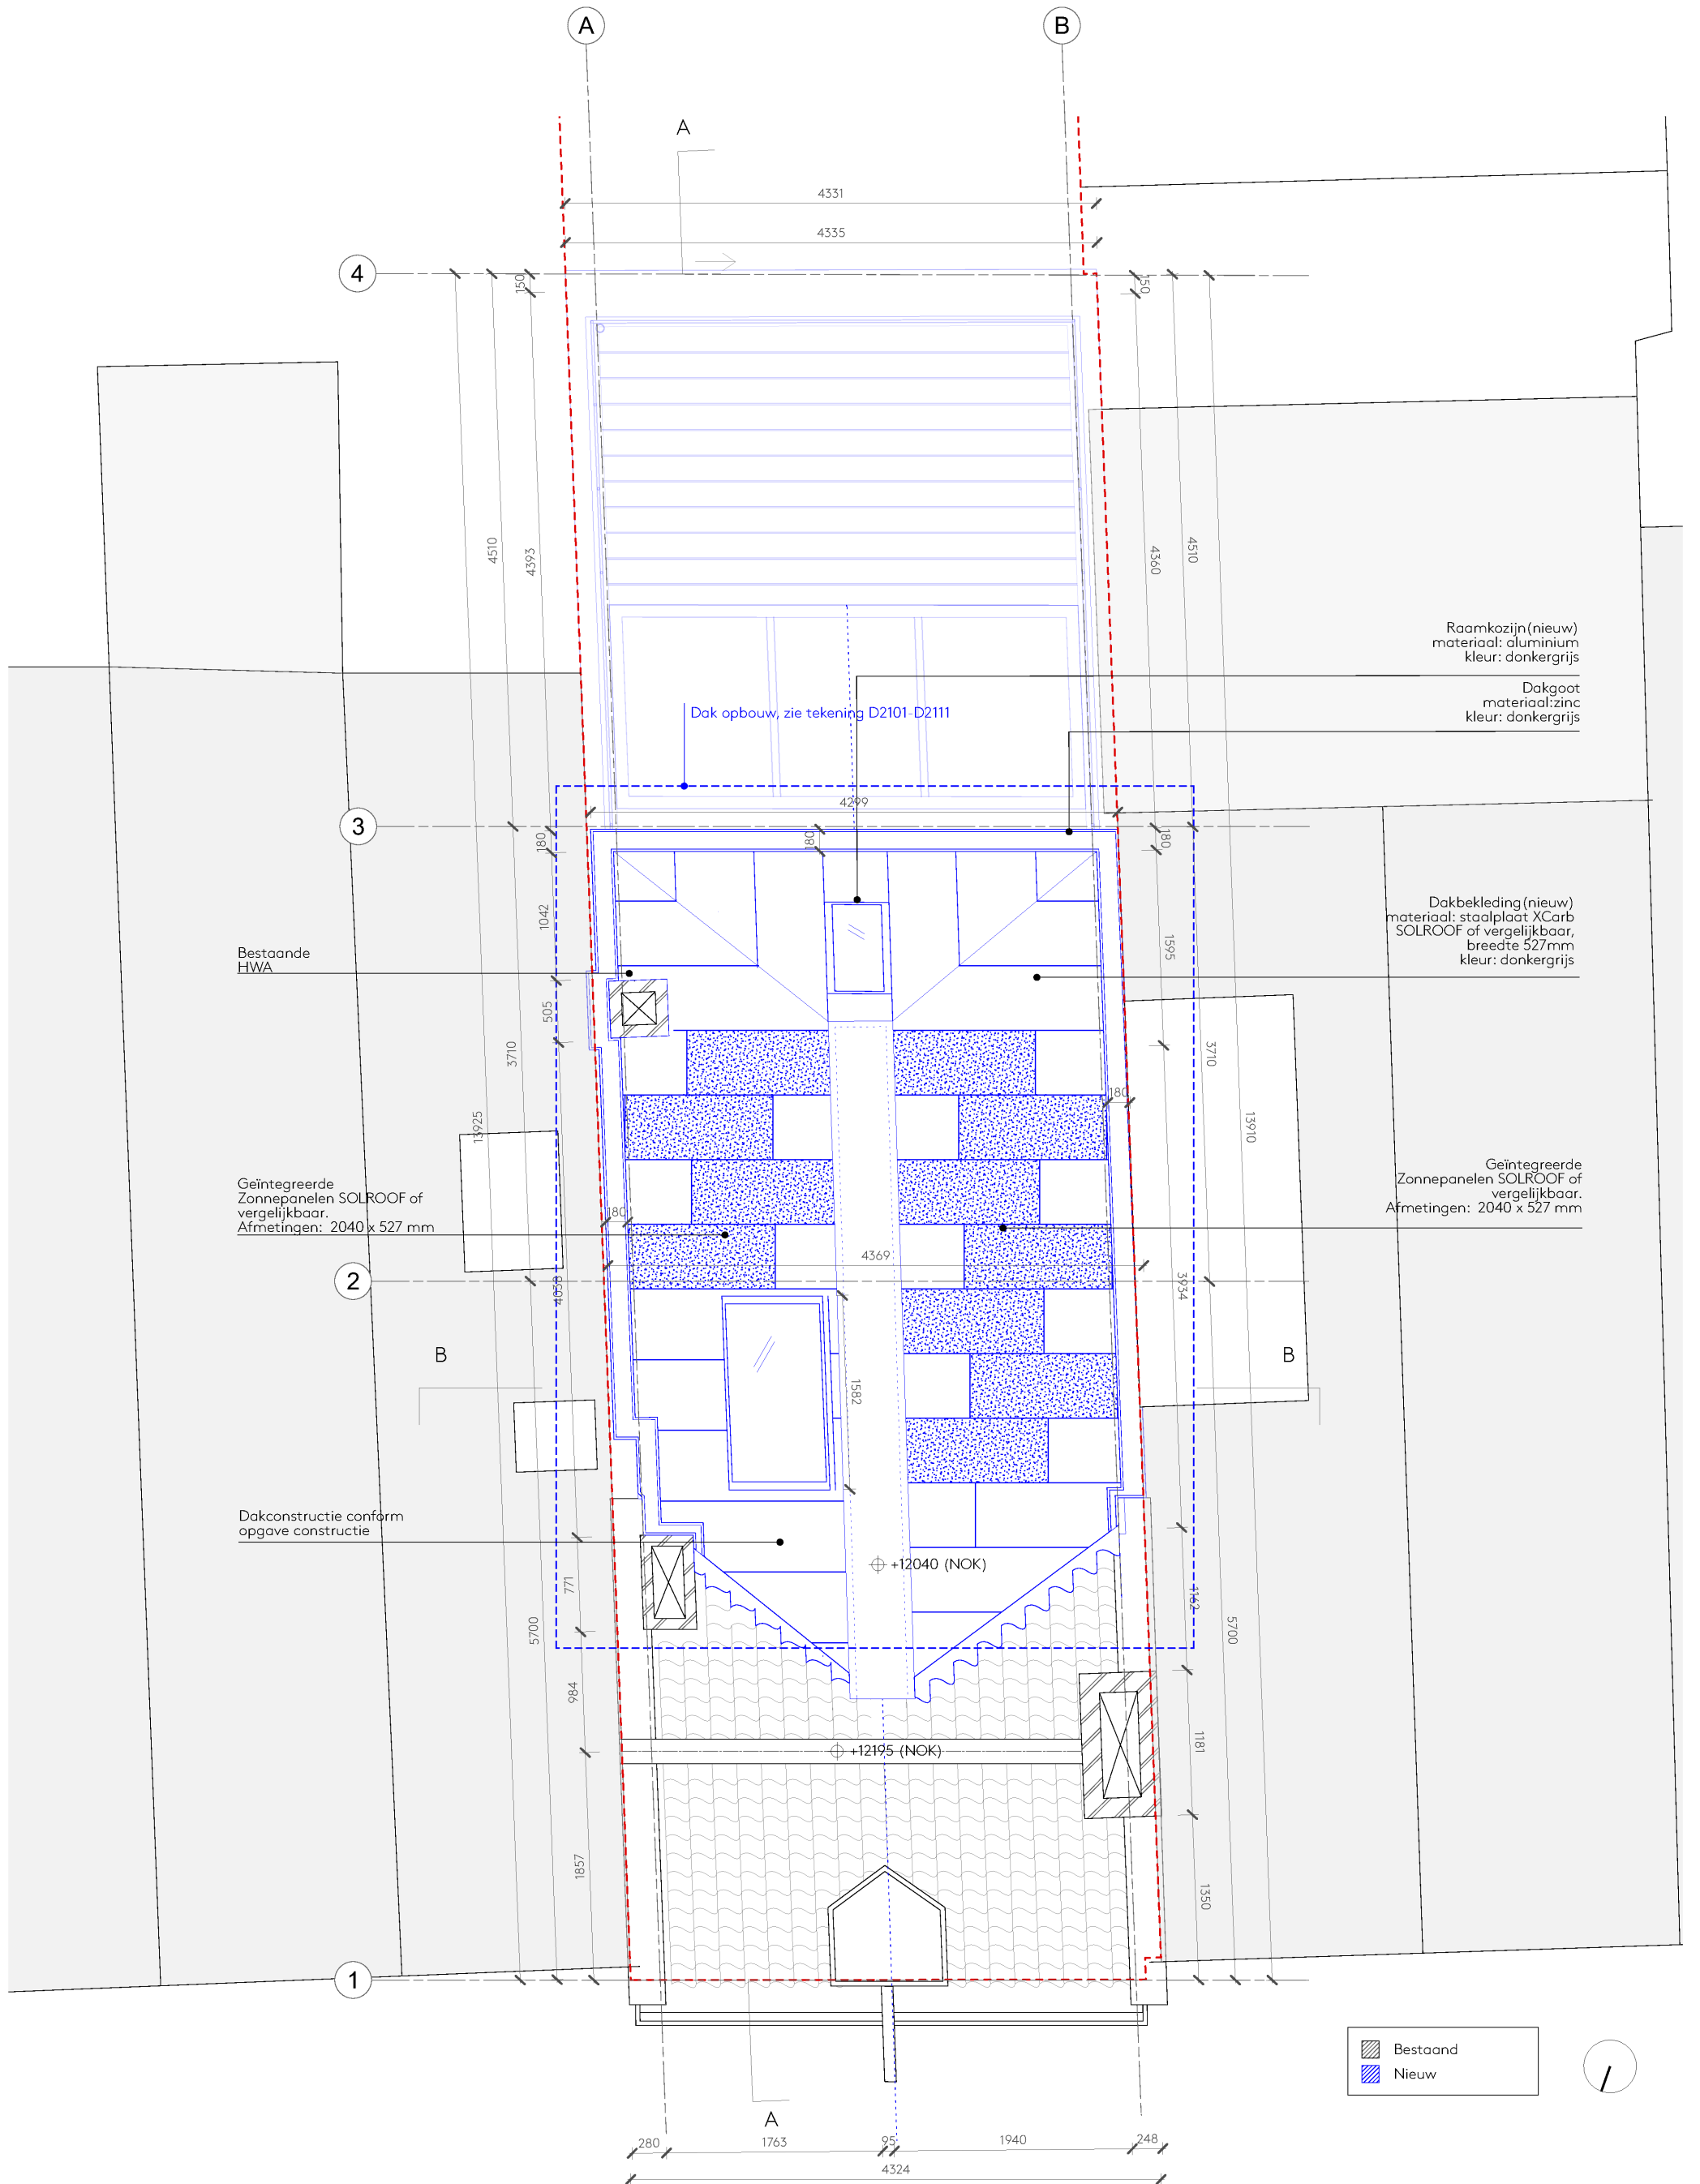 A
B
A
4331
4335
4
150
150
4510
4393
4360
4510
Raamkozijn(nieuw)
materiaal: aluminium
kleur: donkergrijs
Dakgoot
materiaal:zinc
kleur: donkergrijs
Dak opbouw, zie tekening D2101-D2111
4299
3
180
180
180
1042
1595
Dakbekleding(nieuw)
materiaal: staalplaat XCarb
SOLROOF of vergelijkbaar,
breedte 527mm
kleur: donkergrijs
Bestaande
HWA
505
3710
3710
13925
13910
180
Geïntegreerde
Zonnepanelen SOLROOF of
vergelijkbaar.
Afmetingen: 2040 x 527 mm
Geïntegreerde
Zonnepanelen SOLROOF of
vergelijkbaar.
Afmetingen: 2040 x 527 mm
180
4369
2
3934
B
B
1582
Dakconstructie conform
opgave constructie
+12040 (NOK)
771
1162
5700
5700
984
+12195 (NOK)
1181
1857
1350
1
Bestaand
Nieuw
A
280
1763
95
1940
248
4324